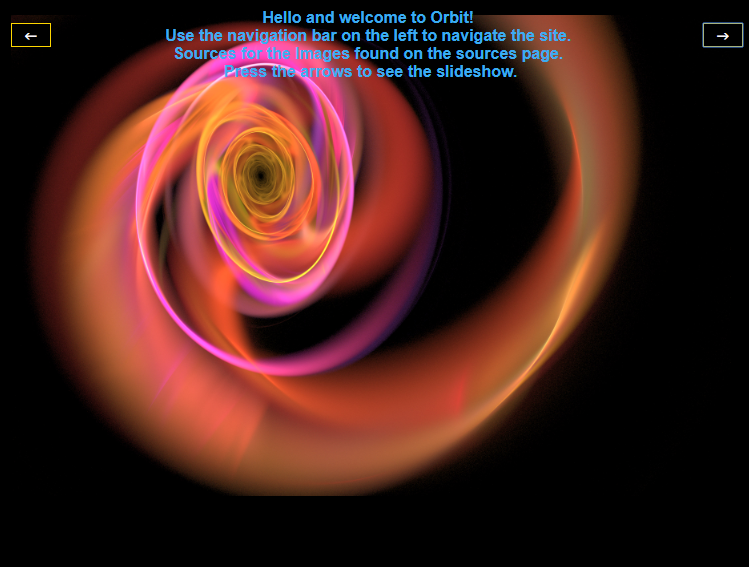 Hello and welcome to Orbit!
Use the navigation bar on the left to navigate the site.
Sources for the images found on the sources page.
Press the arrows to see the slideshow.
← →